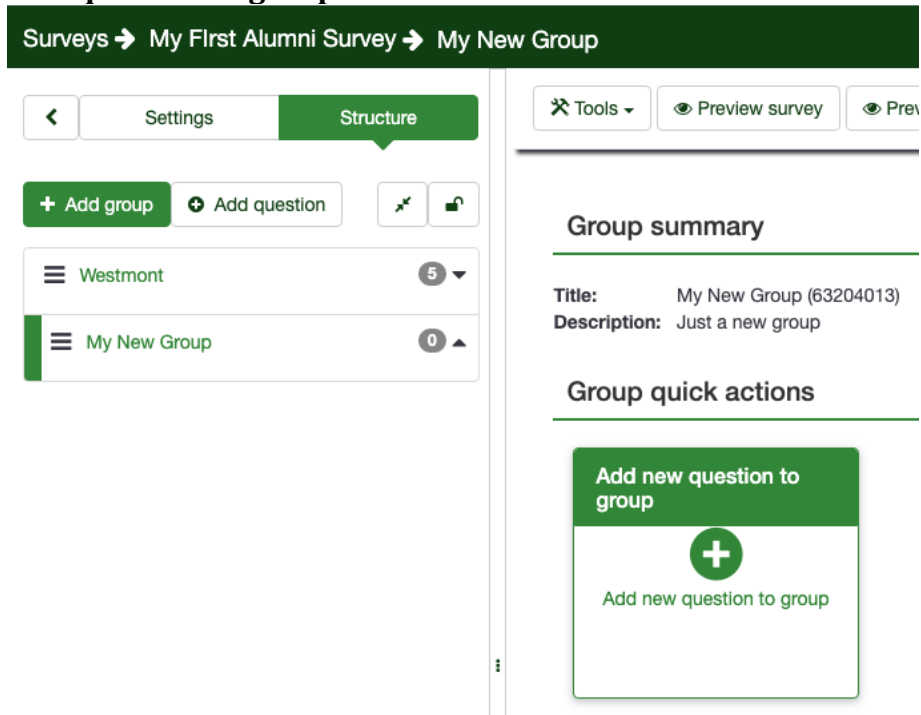 Surveys → My FIrst Alumni Survey → My New Group
Settings
Structure
Tools
Preview survey
Prev
+ Add group
Add question
Westmont
5
My New Group
0
Group summary
Title: My New Group (63204013)
Description: Just a new group
Group quick actions
Add new question to
group
Add new question to group